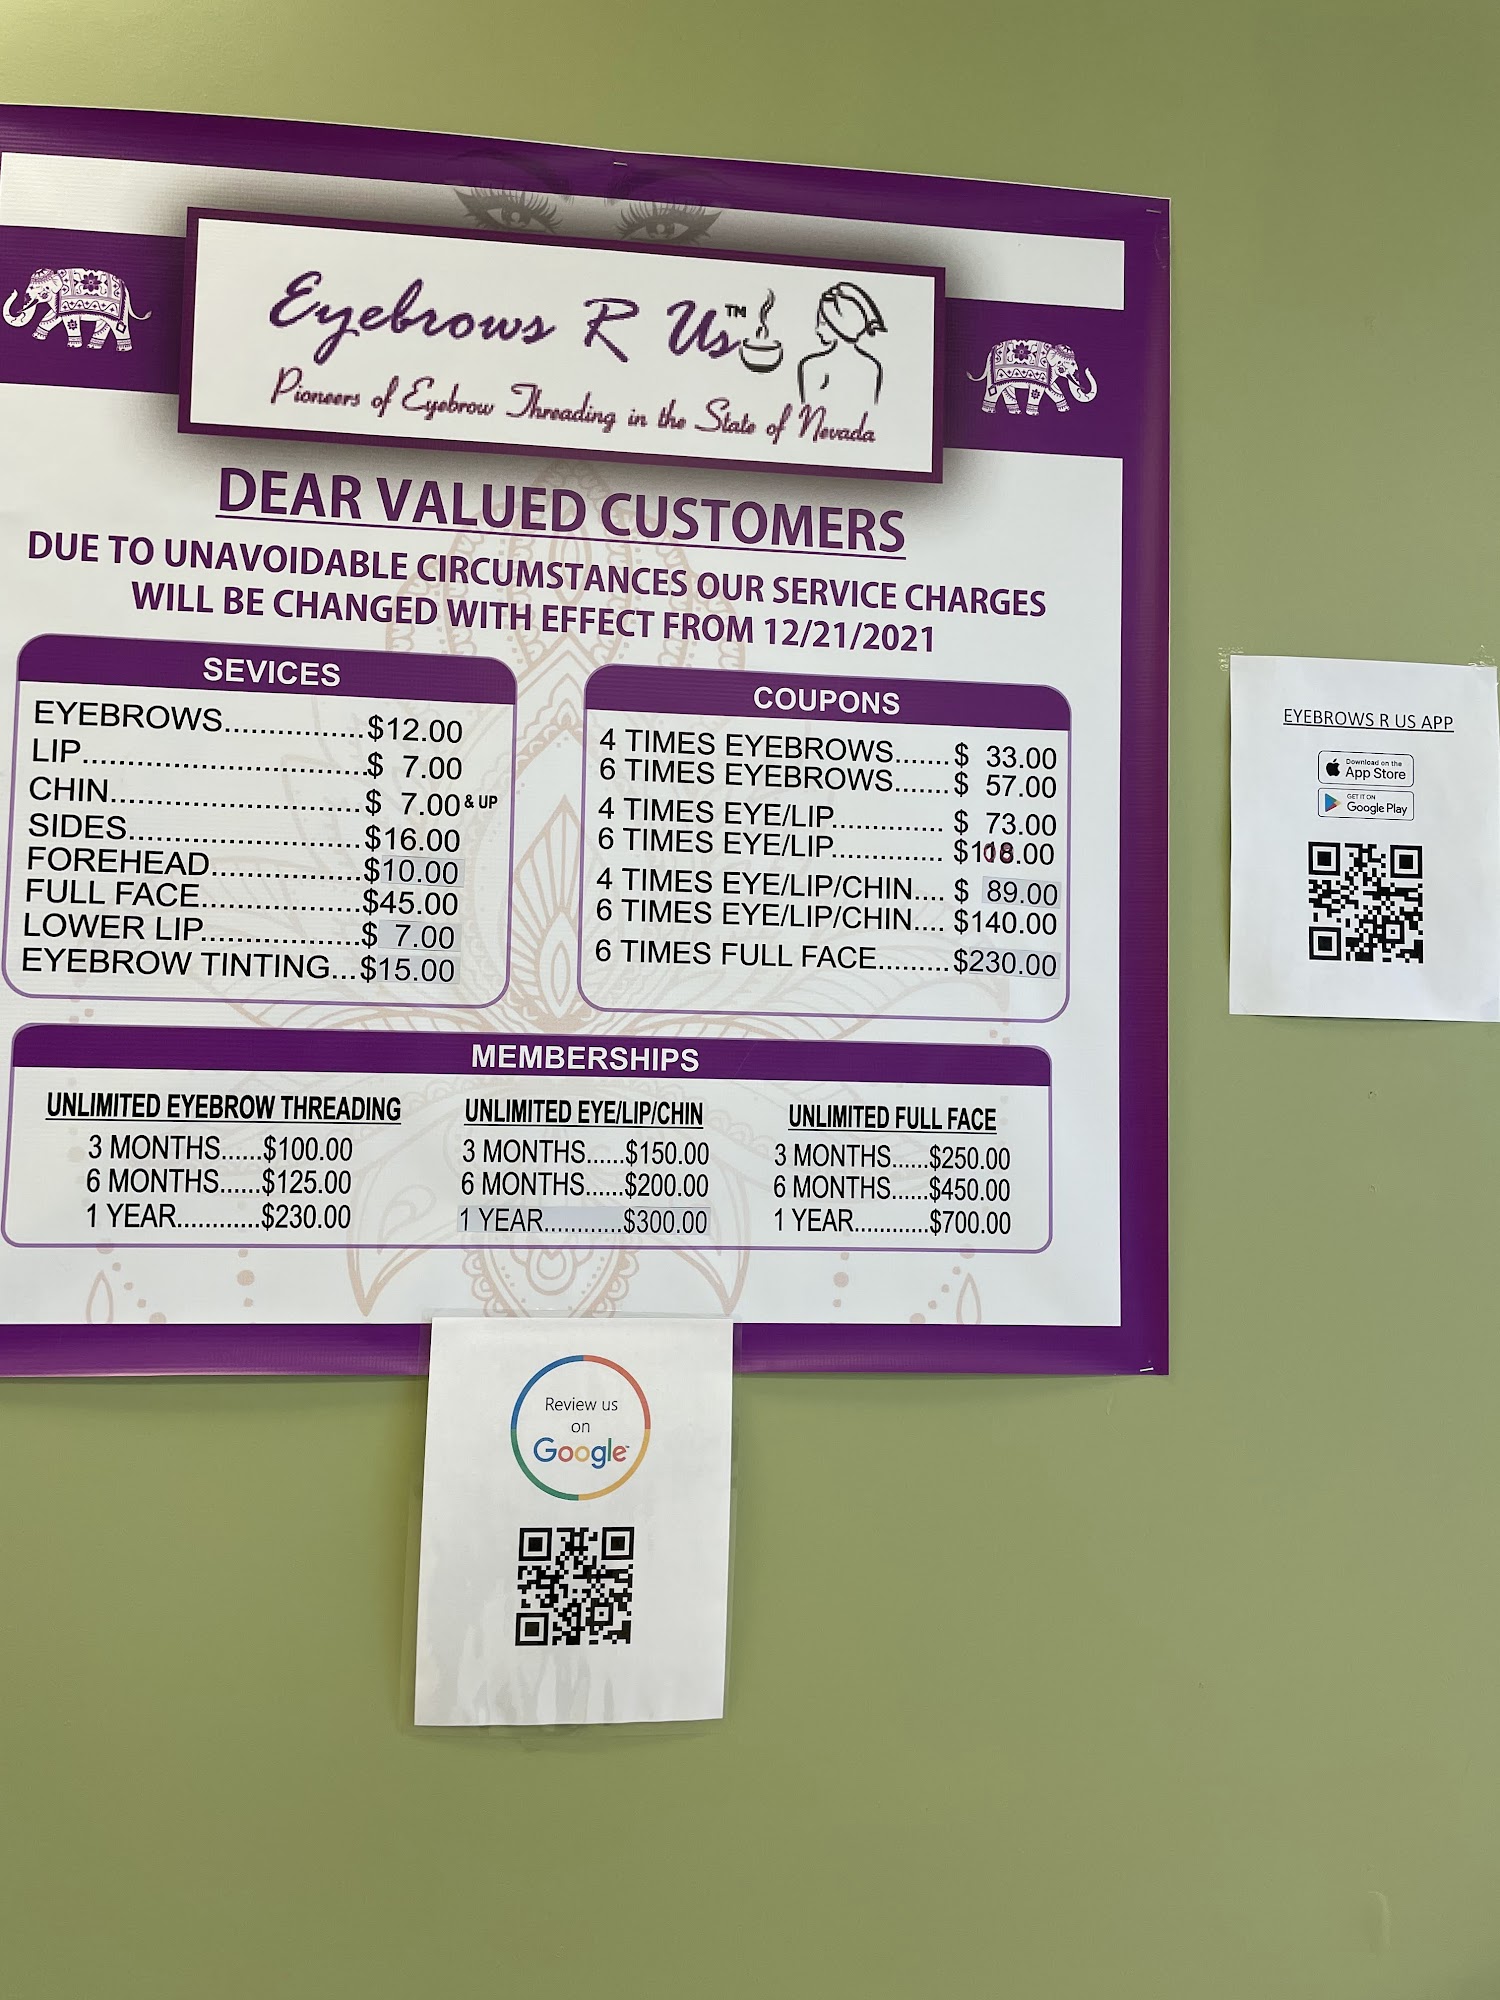 Eyebrows R Us™
Pioneers of Eyebrow Threading in the State of Nevada
DEAR VALUED CUSTOMERS
DUE TO UNAVOIDABLE CIRCUMSTANCES OUR SERVICE CHARGES
WILL BE CHANGED WITH EFFECT FROM 12/21/2021
SEVICES
EYEBROWS.................$12.00
LIP..............................$ 7.00
CHIN..........................$ 7.00 & UP
SIDES........................$16.00
FOREHEAD...............$10.00
FULL FACE................$45.00
LOWER LIP................$ 7.00
EYEBROW TINTING...$15.00
COUPONS
4 TIMES EYEBROWS.......$ 33.00
6 TIMES EYEBROWS.......$ 57.00
4 TIMES EYE/LIP.............. $ 73.00
6 TIMES EYE/LIP..............
4 TIMES EYE/LIP/CHIN.... $ 89.00
6 TIMES EYE/LIP/CHIN.... $140.00
6 TIMES FULL FACE.........$230.00
MEMBERSHIPS
UNLIMITED EYEBROW THREADING
3 MONTHS......$100.00
6 MONTHS......$125.00
1 YEAR............$230.00
UNLIMITED EYE/LIP/CHIN
3 MONTHS......$150.00
6 MONTHS......$200.00
1 YEAR............$300.00
UNLIMITED FULL FACE
3 MONTHS......$250.00
6 MONTHS......$450.00
1 YEAR............$700.00
EYEBROWS R US APP
Download on the
App Store
GET IT ON
Google Play
Review us
on
Google